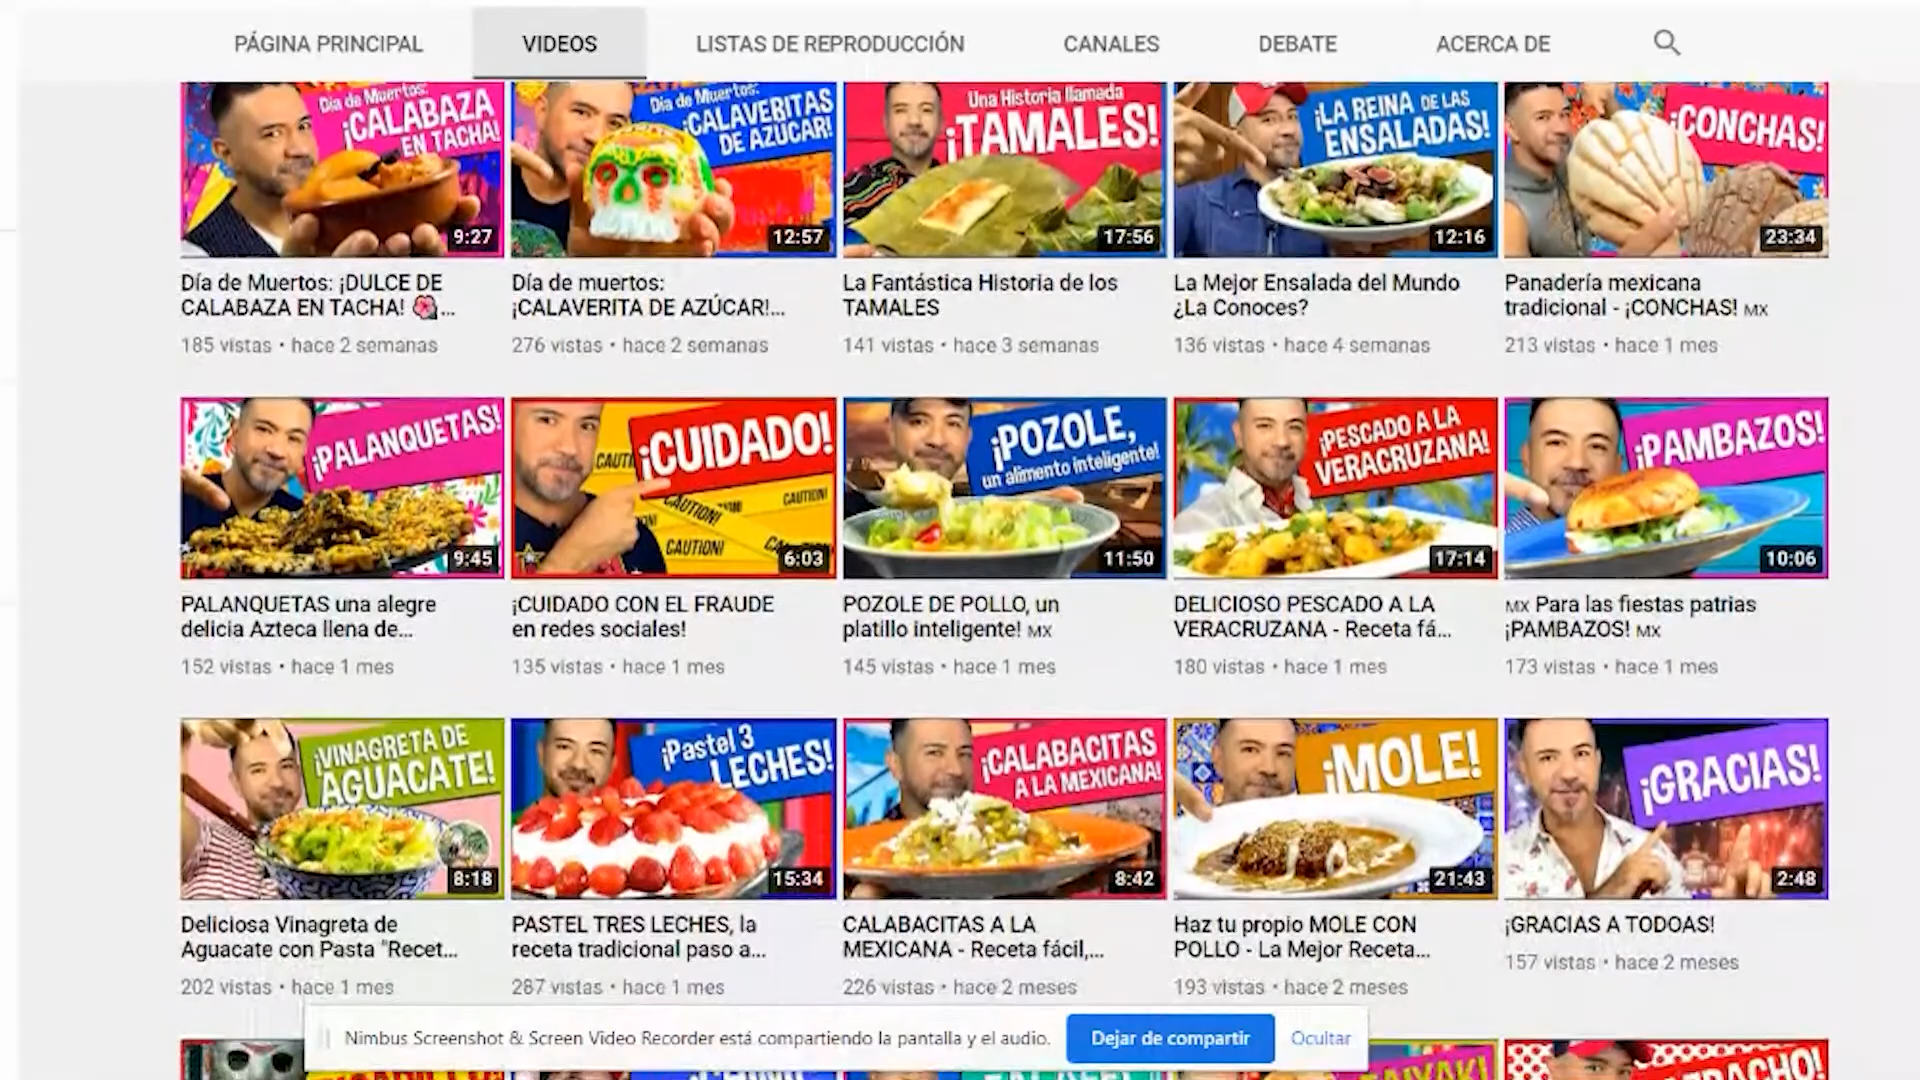 PÁGINA PRINCIPAL
VIDEOS
LISTAS DE REPRODUCCIÓN
CANALES
DEBATE
ACERCA DE
Día de Muertos:
¡CALABAZA
EN TACHA!
9:27
Día de Muertos:
¡CALAVERITAS
DE AZÚCAR!
12:57
Una Historia llamada
¡TAMALES!
17:56
¡LA REINA DE LAS
ENSALADAS!
12:16
¡CONCHAS!
23:34
Día de Muertos: ¡DULCE DE
CALABAZA EN TACHA! 🌺...
185 vistas • hace 2 semanas
Día de muertos:
¡CALAVERITA DE AZÚCAR!...
276 vistas • hace 2 semanas
La Fantástica Historia de los
TAMALES
141 vistas • hace 3 semanas
La Mejor Ensalada del Mundo
¿La Conoces?
136 vistas • hace 4 semanas
Panadería mexicana
tradicional - ¡CONCHAS! MX
213 vistas • hace 1 mes
¡PALANQUETAS!
9:45
¡CUIDADO!
CAUTION!
CAUTION!
CAUTION!
6:03
¡POZOLE,
un alimento inteligente!
11:50
¡PESCADO A LA
VERACRUZANA!
17:14
¡PAMBAZOS!
10:06
PALANQUETAS una alegre
delicia Azteca llena de...
152 vistas • hace 1 mes
¡CUIDADO CON EL FRAUDE
en redes sociales!
135 vistas • hace 1 mes
POZOLE DE POLLO, un
platillo inteligente! MX
145 vistas • hace 1 mes
DELICIOSO PESCADO A LA
VERACRUZANA - Receta fá...
180 vistas • hace 1 mes
MX Para las fiestas patrias
¡PAMBAZOS! MX
173 vistas • hace 1 mes
¡VINAGRETA DE
AGUACATE!
8:18
¡Pastel 3
LECHES!
15:34
¡CALABACITAS
A LA MEXICANA!
8:42
¡MOLE!
21:43
¡GRACIAS!
2:48
Deliciosa Vinagreta de
Aguacate con Pasta "Recet...
202 vistas • hace 1 mes
PASTEL TRES LECHES, la
receta tradicional paso a...
287 vistas • hace 1 mes
CALABACITAS A LA
MEXICANA - Receta fácil,...
226 vistas • hace 2 meses
Haz tu propio MOLE CON
POLLO - La Mejor Receta...
193 vistas • hace 2 meses
¡GRACIAS A TODOAS!
157 vistas • hace 2 meses
Nimbus Screenshot & Screen Video Recorder está compartiendo la pantalla y el audio.
Dejar de compartir
Ocultar